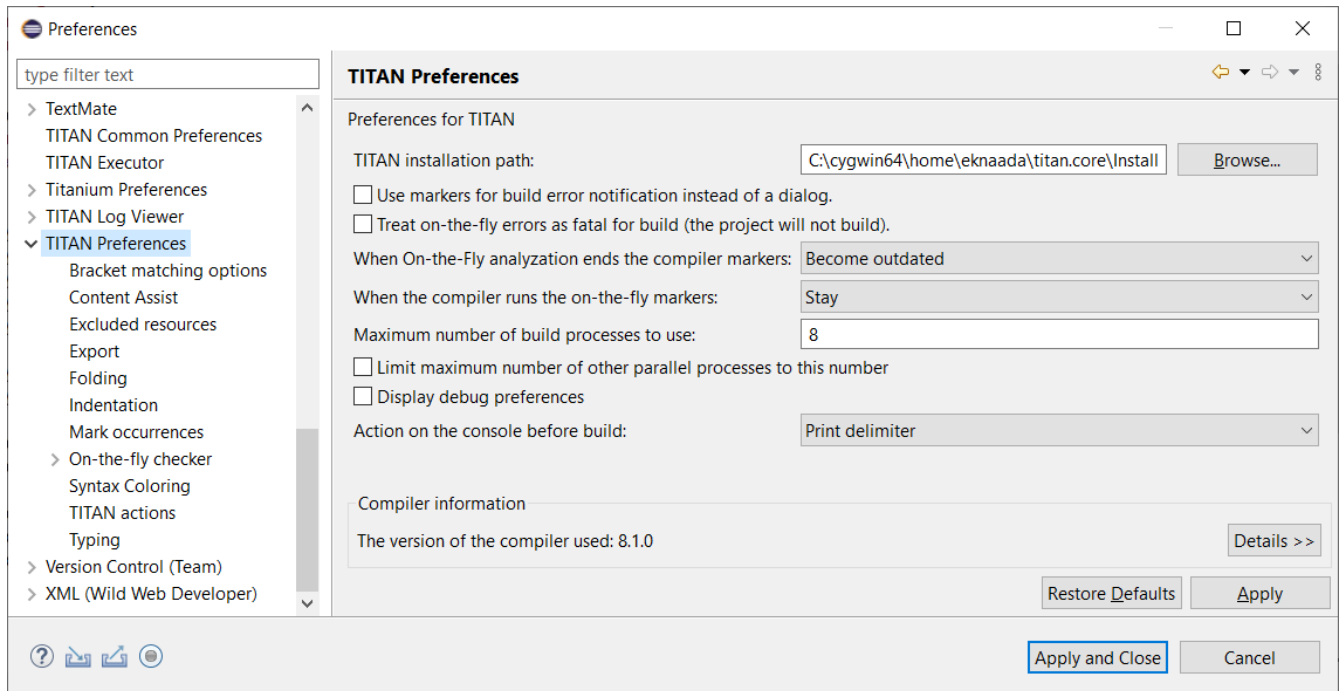 Preferences
type filter text
TextMate
TITAN Common Preferences
TITAN Executor
Titanium Preferences
TITAN Log Viewer
TITAN Preferences
Bracket matching options
Content Assist
Excluded resources
Export
Folding
Indentation
Mark occurrences
On-the-fly checker
Syntax Coloring
TITAN actions
Typing
Version Control (Team)
XML (Wild Web Developer)
TITAN Preferences
Preferences for TITAN
TITAN installation path: C:\cygwin64\home\eknaada\titan.core\Install Browse...
Use markers for build error notification instead of a dialog.
Treat on-the-fly errors as fatal for build (the project will not build).
When On-the-Fly analyzation ends the compiler markers: Become outdated
When the compiler runs the on-the-fly markers: Stay
Maximum number of build processes to use: 8
Limit maximum number of other parallel processes to this number
Display debug preferences
Action on the console before build: Print delimiter
Compiler information
The version of the compiler used: 8.1.0 Details >>
Restore Defaults Apply
Apply and Close Cancel